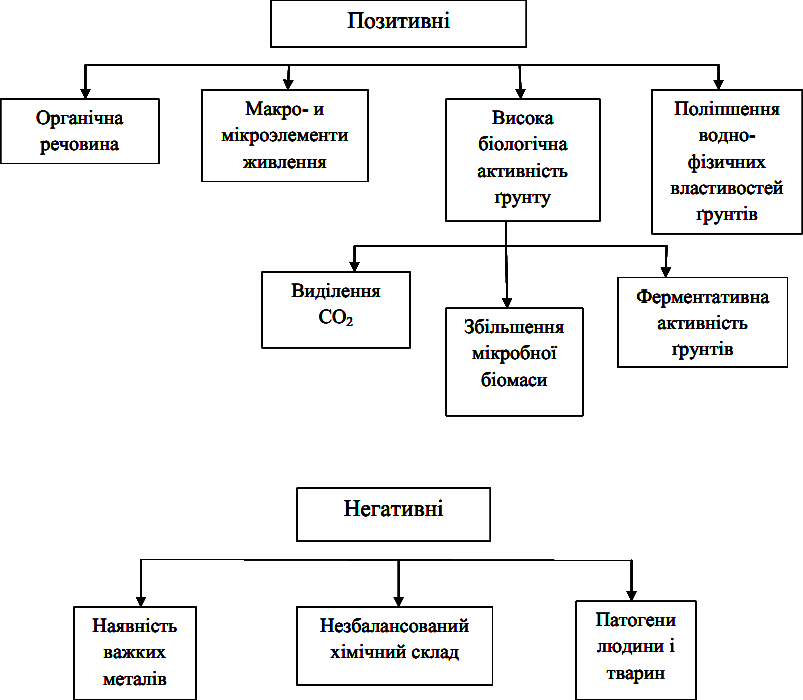 Позитивні
Органічна
речовина
Макро- и
мікроэлементи
живлення
Висока
біологічна
активність
ґрунту
Поліпшення
водно-
фізичних
властивостей
ґрунтів
Виділення
CO₂
Збільшення
мікробної
біомаси
Ферментативна
активність
ґрунтів
Негативні
Наявність
важких
металів
Незбалансований
хімічний склад
Патогени
людини і
тварин